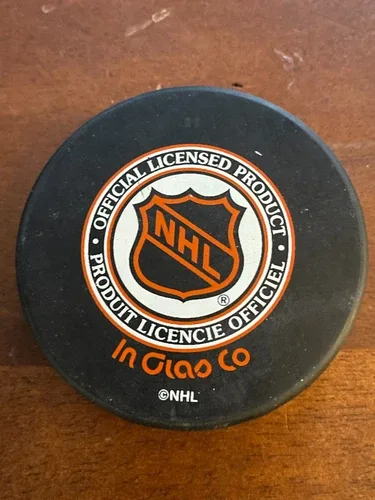 OFFICIAL LICENSED PRODUCT
NHL
®
• PRODUIT LICENCIE OFFICIEL •
In Glas Co
©NHL